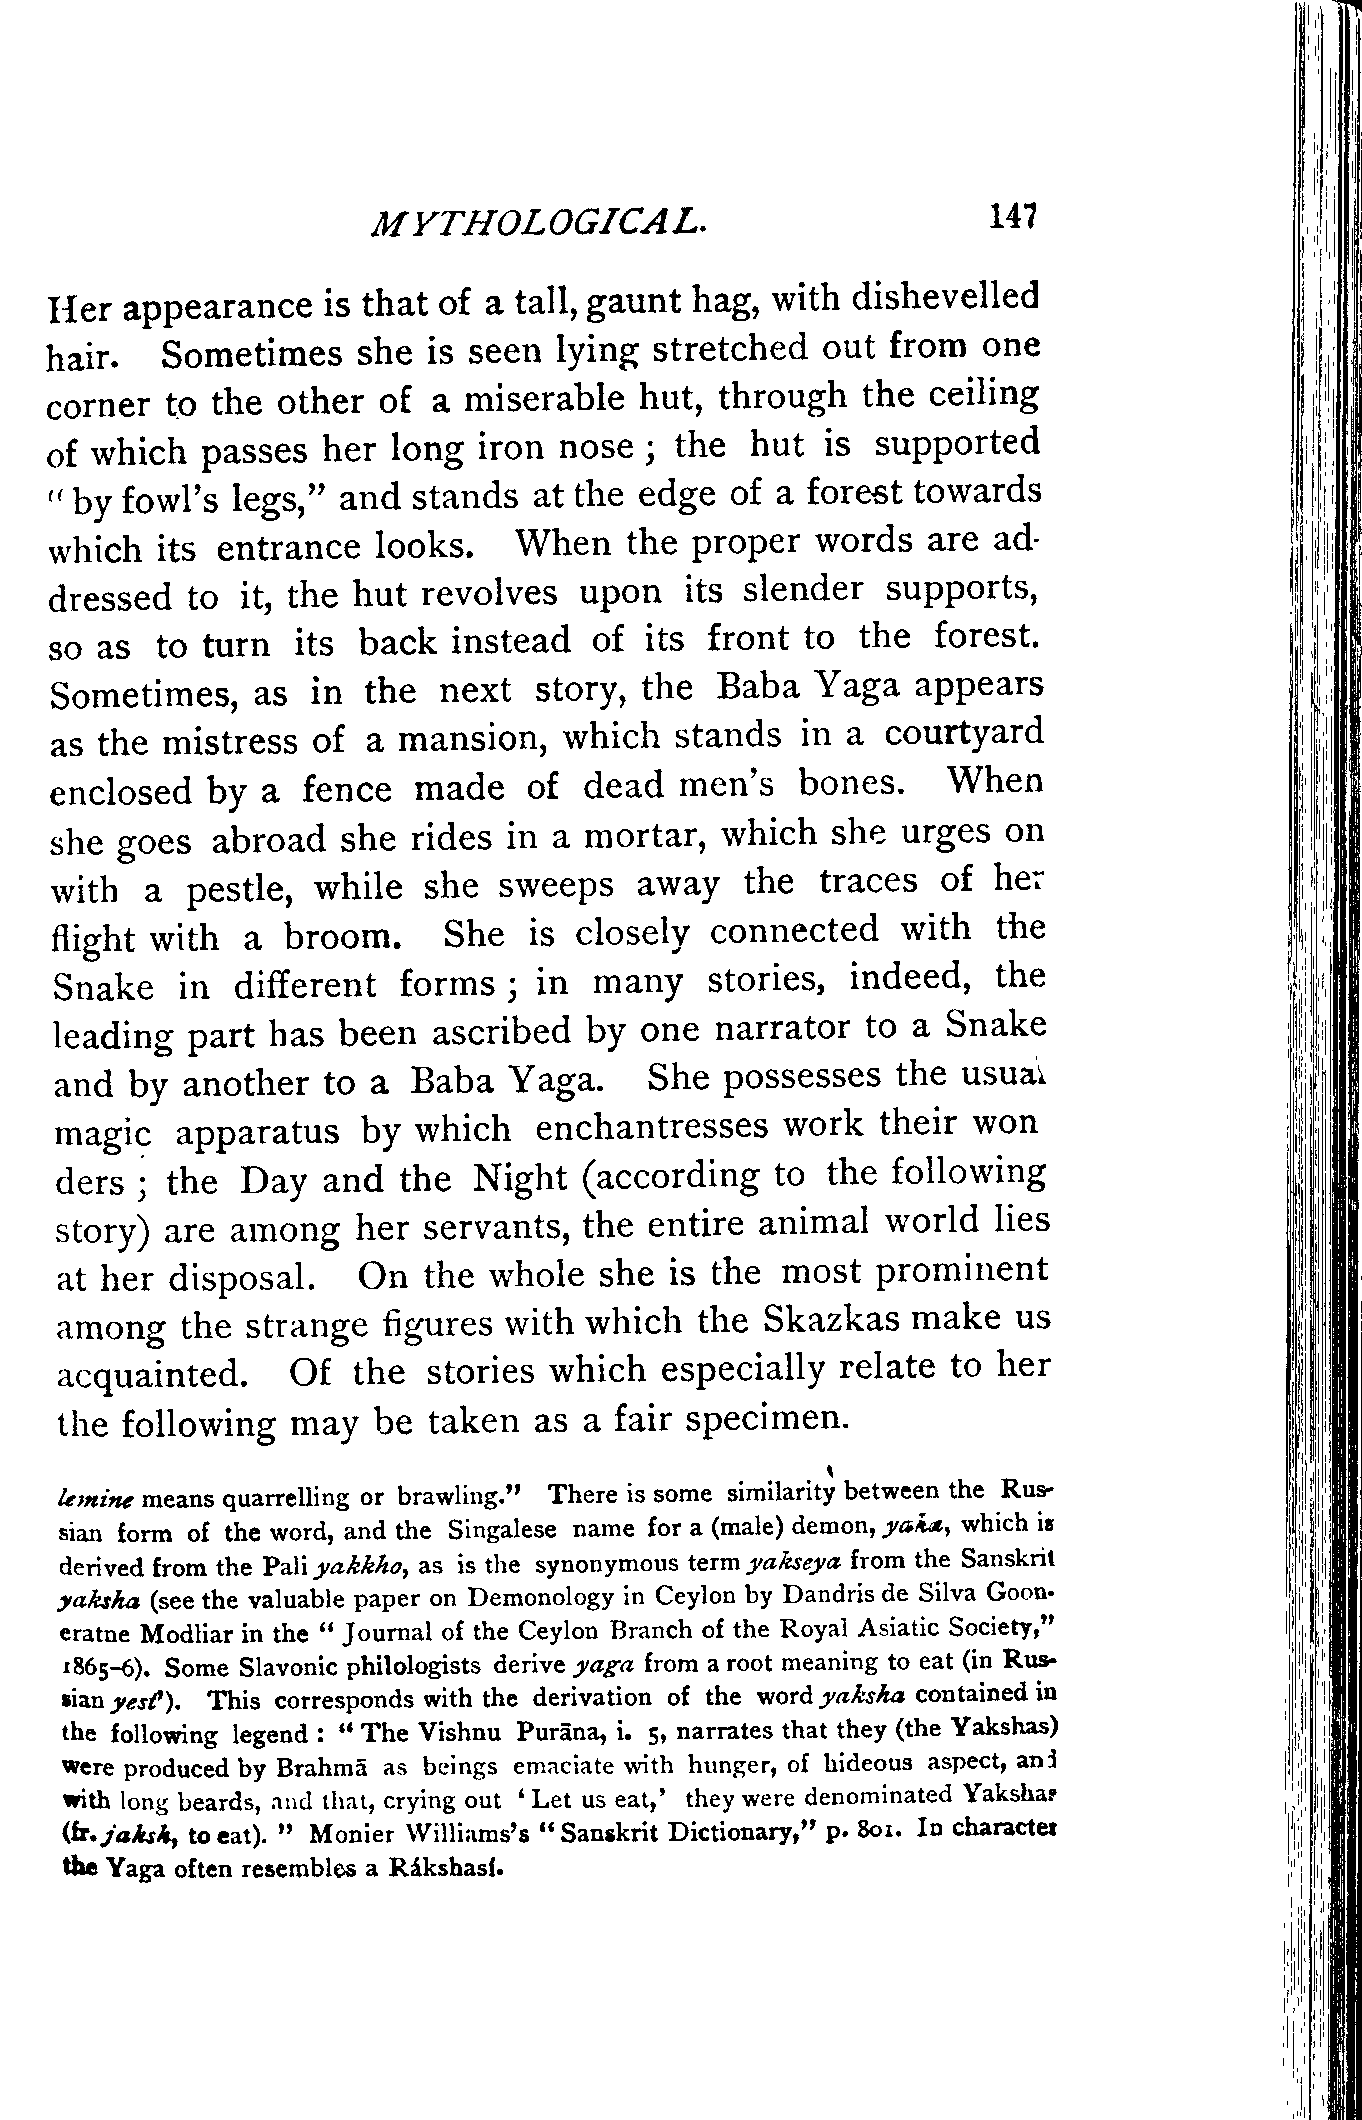 MYTHOLOGICAL. 147
Her appearance is that of a tall, gaunt hag, with dishevelled
hair. Sometimes she is seen lying stretched out from one
corner to the other of a miserable hut, through the ceiling
of which passes her long iron nose ; the hut is supported
“by fowl's legs,” and stands at the edge of a forest towards
which its entrance looks. When the proper words are ad-
dressed to it, the hut revolves upon its slender supports,
so as to turn its back instead of its front to the forest.
Sometimes, as in the next story, the Baba Yaga appears
as the mistress of a mansion, which stands in a courtyard
enclosed by a fence made of dead men's bones. When
she goes abroad she rides in a mortar, which she urges on
with a pestle, while she sweeps away the traces of her
flight with a broom. She is closely connected with the
Snake in different forms ; in many stories, indeed, the
leading part has been ascribed by one narrator to a Snake
and by another to a Baba Yaga. She possesses the usual
magic apparatus by which enchantresses work their won
ders ; the Day and the Night (according to the following
story) are among her servants, the entire animal world lies
at her disposal. On the whole she is the most prominent
among the strange figures with which the Skazkas make us
acquainted. Of the stories which especially relate to her
the following may be taken as a fair specimen.
lemine means quarrelling or brawling.” There is some similarity between the Rus-
sian form of the word, and the Singalese name for a (male) demon, yaka, which is
derived from the Pali yakkho, as is the synonymous term yakseya from the Sanskrit
yaksha (see the valuable paper on Demonology in Ceylon by Dandris de Silva Goon-
eratne Modliar in the “Journal of the Ceylon Branch of the Royal Asiatic Society,”
1865–6). Some Slavonic philologists derive yaga from a root meaning to eat (in Rus-
sian yest'). This corresponds with the derivation of the word yaksha contained in
the following legend : “The Vishnu Purāna, i. 5, narrates that they (the Yakshas)
were produced by Brahmā as beings emaciate with hunger, of hideous aspect, and
with long beards, and that, crying out ‘Let us eat,’ they were denominated Yakshas
(fr. jaksh, to eat). ” Monier Williams's “Sanskrit Dictionary,” p. 801. In character
the Yaga often resembles a Rákshasí.